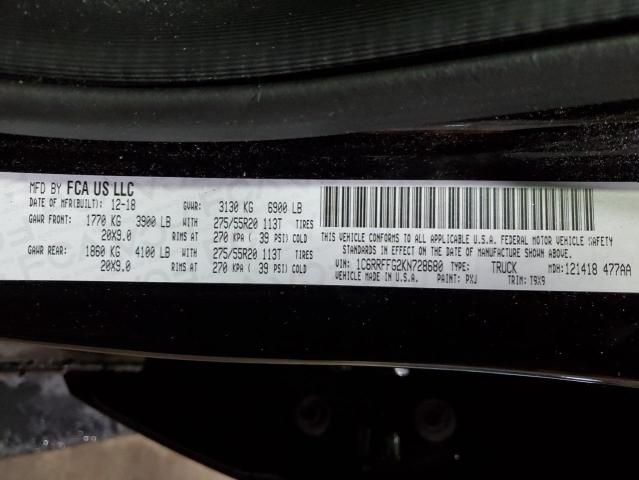 MFD BY FCA US LLC
DATE OF MFR(BUILT): 12-18 GVWR: 3130 KG 6900 LB
GAWR FRONT: 1770 KG 3900 LB WITH 275/55R20 113T TIRES
20X9.0 RIMS AT 270 KPA ( 39 PSI) COLD
GAWR REAR: 1860 KG 4100 LB WITH 275/55R20 113T TIRES
20X9.0 RIMS AT 270 KPA ( 39 PSI) COLD
THIS VEHICLE CONFORMS TO ALL APPLICABLE U.S.A. FEDERAL MOTOR VEHICLE SAFETY
STANDARDS IN EFFECT ON THE DATE OF MANUFACTURE SHOWN ABOVE.
VIN: 1C6RRFFG2KN728680 TYPE: TRUCK MDH: 121418 477AA
MADE IN U.S.A. PAINT: PXJ TRIM: T9X9